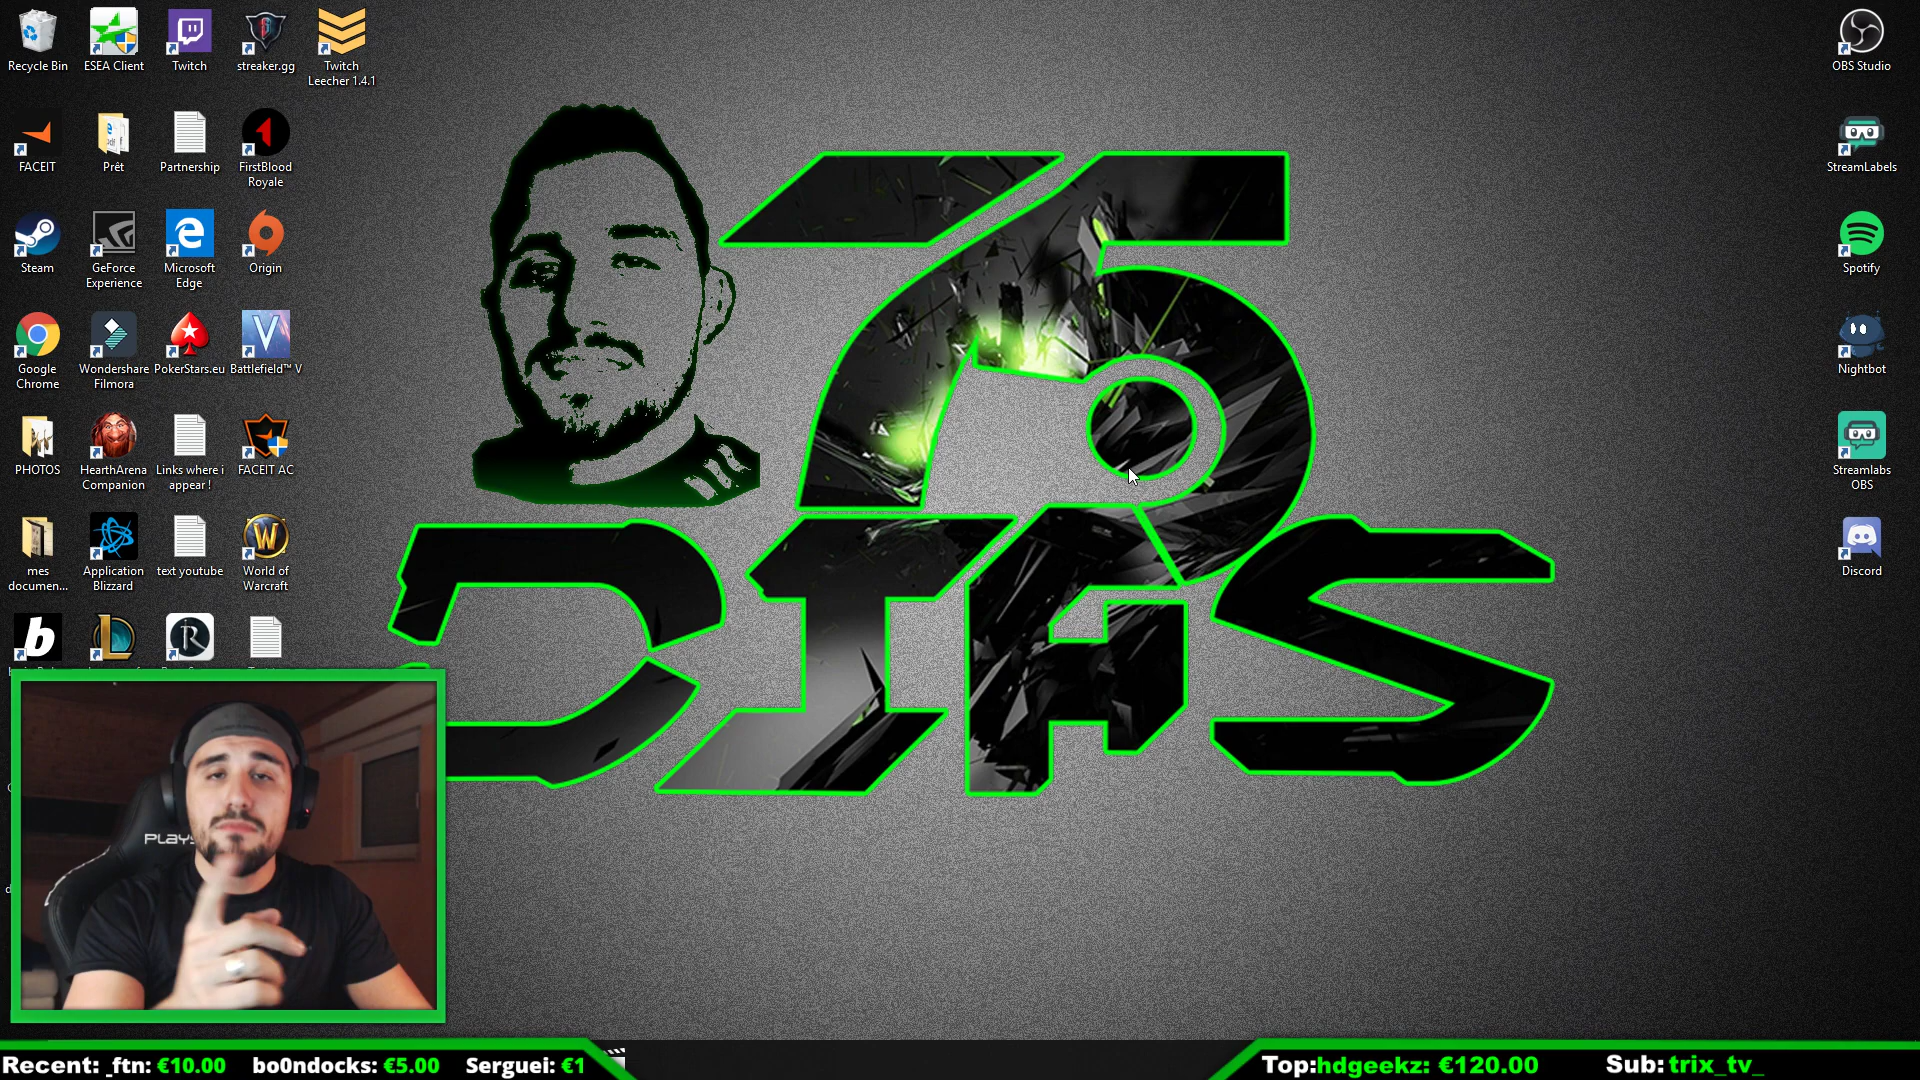 Recycle Bin
ESEA Client
Twitch
streaker.gg
Twitch
Leecher 1.4.1
OBS Studio
FACEIT
Prêt
Partnership
FirstBlood
Royale
StreamLabels
Steam
GeForce
Experience
Microsoft
Edge
Origin
Spotify
Google
Chrome
Wondershare
Filmora
PokerStars.eu
Battlefield™ V
Nightbot
PHOTOS
HearthArena
Companion
Links where i
appear !
FACEIT AC
Streamlabs
OBS
mes
documen...
Application
Blizzard
text youtube
World of
Warcraft
Discord
DIAS
PLAYS
Recent: _ftn: €10.00 bo0ndocks: €5.00 Serguei: €1
Top:hdgeekz: €120.00 Sub: trix_tv_